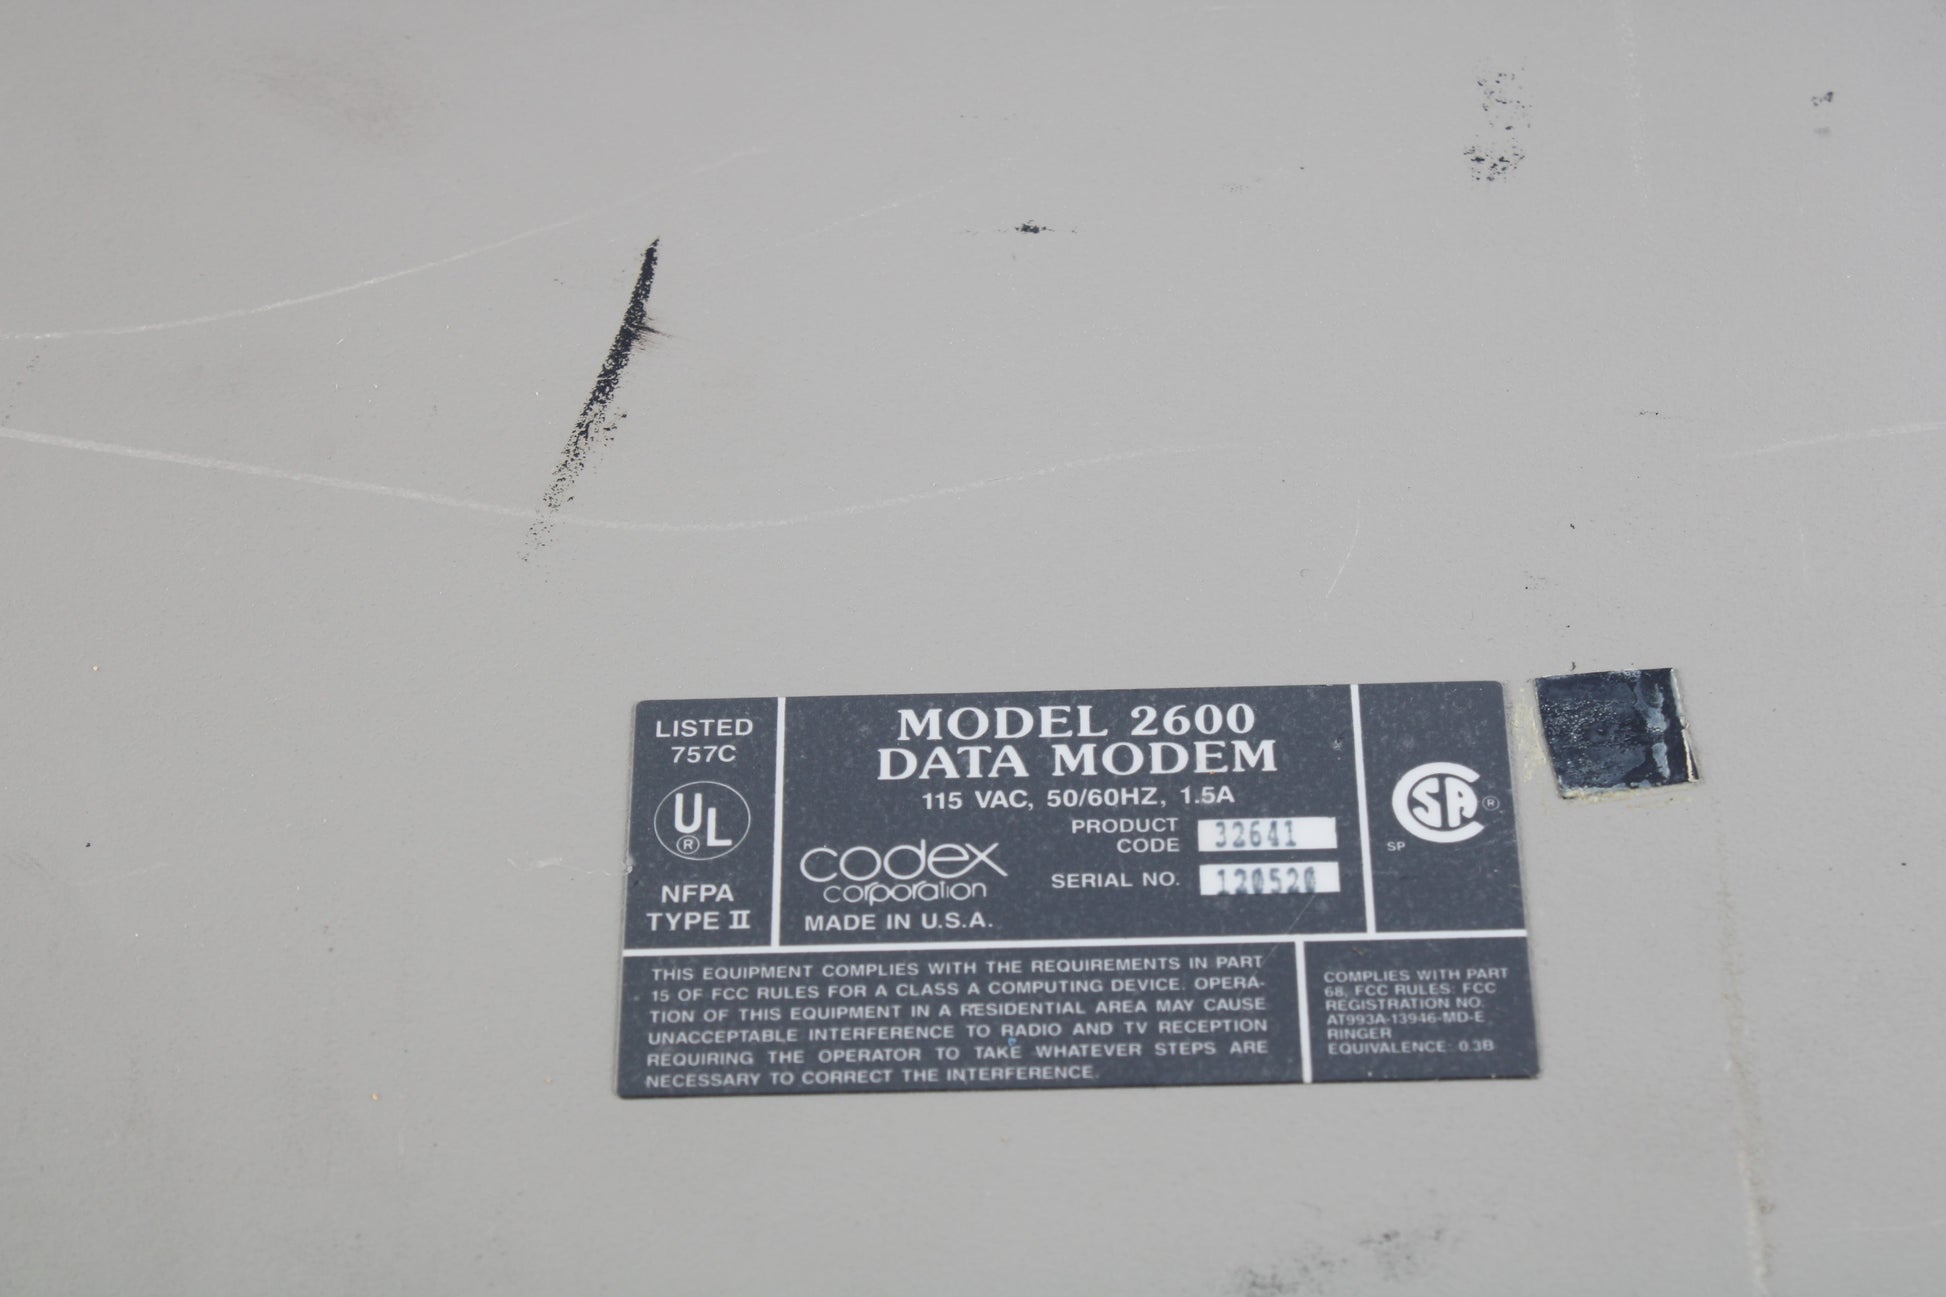 LISTED
757C
UL
®
NFPA
TYPE II
MODEL 2600
DATA MODEM
115 VAC, 50/60HZ, 1.5A
PRODUCT
CODE 32641
SERIAL NO. 120520
codex
corporation
MADE IN U.S.A.
SA ®
SP
THIS EQUIPMENT COMPLIES WITH THE REQUIREMENTS IN PART
15 OF FCC RULES FOR A CLASS A COMPUTING DEVICE. OPERA-
TION OF THIS EQUIPMENT IN A RESIDENTIAL AREA MAY CAUSE
UNACCEPTABLE INTERFERENCE TO RADIO AND TV RECEPTION
REQUIRING THE OPERATOR TO TAKE WHATEVER STEPS ARE
NECESSARY TO CORRECT THE INTERFERENCE.
COMPLIES WITH PART
68, FCC RULES: FCC
REGISTRATION NO.
AT993A-13946-MD-E
RINGER
EQUIVALENCE: 0.3B